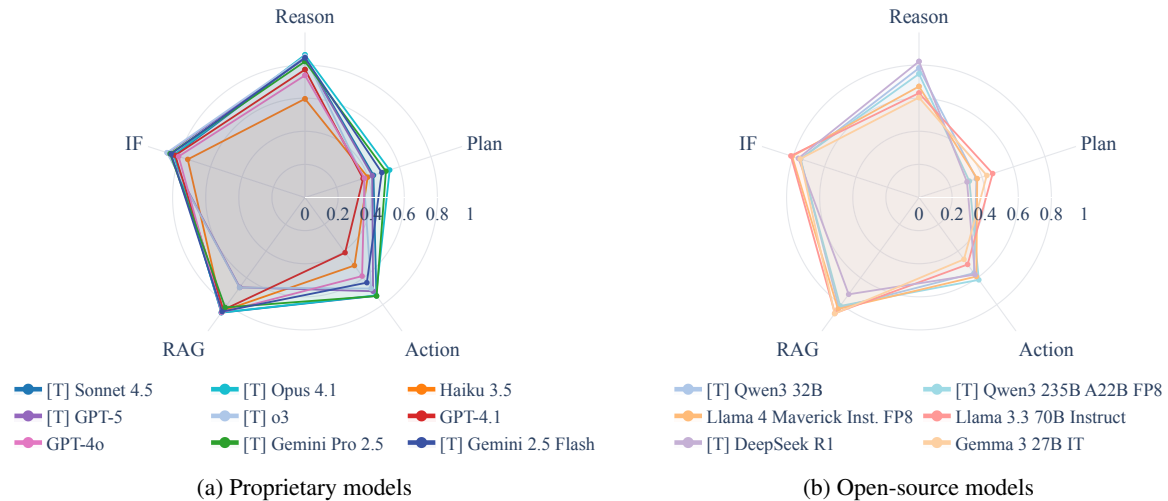 Reason
Plan
Action
RAG
IF
0 0.2 0.4 0.6 0.8 1
[T] Sonnet 4.5
[T] Opus 4.1
Haiku 3.5
[T] GPT-5
[T] o3
GPT-4.1
GPT-4o
[T] Gemini Pro 2.5
[T] Gemini 2.5 Flash
(a) Proprietary models
Reason
Plan
Action
RAG
IF
0 0.2 0.4 0.6 0.8 1
[T] Qwen3 32B
[T] Qwen3 235B A22B FP8
Llama 4 Maverick Inst. FP8
Llama 3.3 70B Instruct
[T] DeepSeek R1
Gemma 3 27B IT
(b) Open-source models